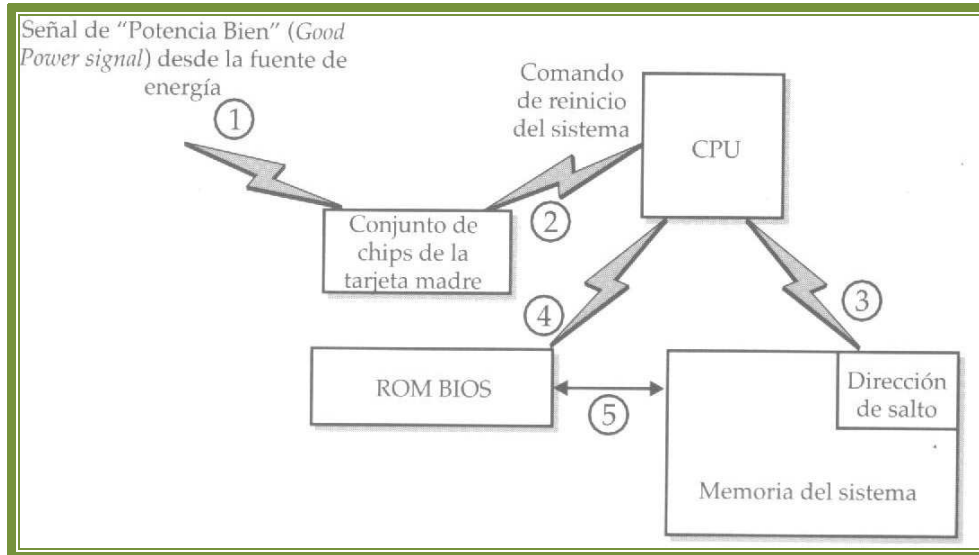 Señal de “Potencia Bien” (Good
Power signal) desde la fuente de
energía
1
Comando
de reinicio
del sistema
CPU
2
Conjunto de
chips de la
tarjeta madre
4
3
ROM BIOS
5
Dirección
de salto
Memoria del sistema